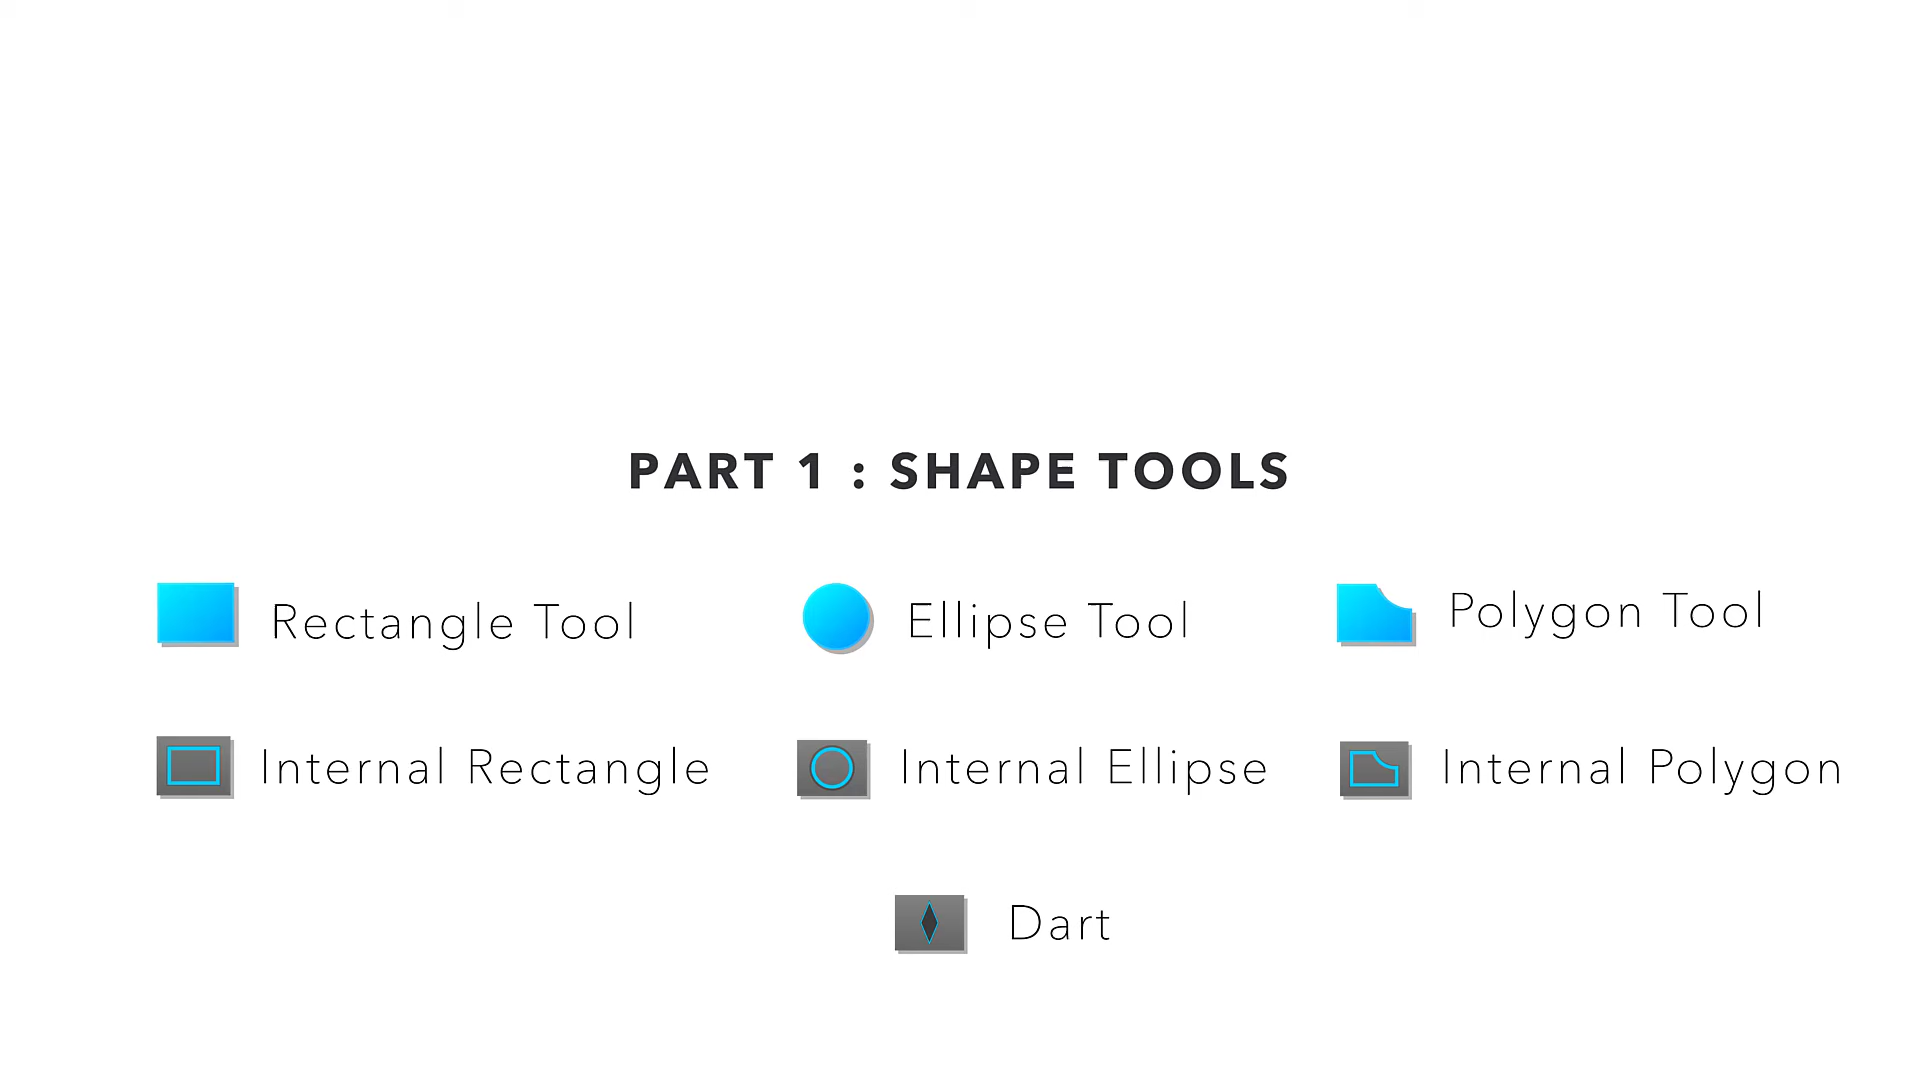 PART 1 : SHAPE TOOLS
Rectangle Tool
Ellipse Tool
Polygon Tool
Internal Rectangle
Internal Ellipse
Internal Polygon
Dart